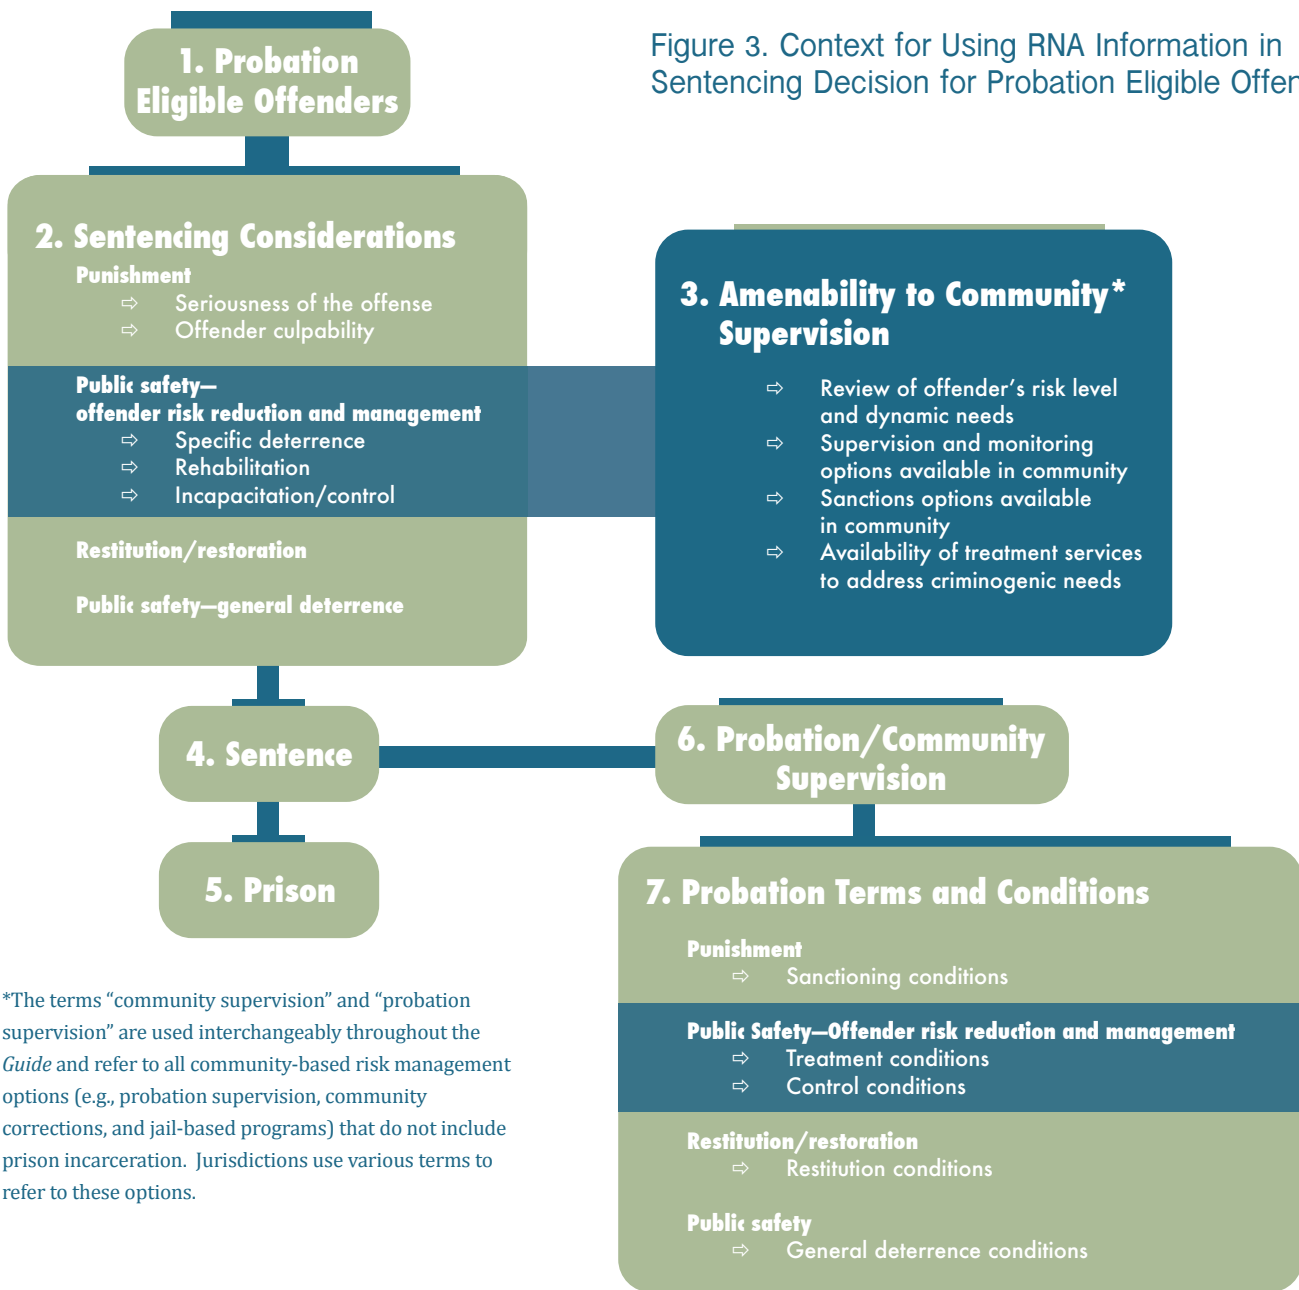 Figure 3. Context for Using RNA Information in
Sentencing Decision for Probation Eligible
1. Probation
Eligible Offenders
2. Sentencing Considerations
Punishment
⇨ Seriousness of the offense
⇨ Offender culpability
Public safety—
offender risk reduction and management
⇨ Specific deterrence
⇨ Rehabilitation
⇨ Incapacitation/control
Restitution/restoration
Public safety—general deterrence
3. Amenability to Community*
Supervision
⇨ Review of offender’s risk level
and dynamic needs
⇨ Supervision and monitoring
options available in community
⇨ Sanctions options available
in community
⇨ Availability of treatment services
to address criminogenic needs
4. Sentence
5. Prison
6. Probation/Community
Supervision
7. Probation Terms and Conditions
Punishment
⇨ Sanctioning conditions
Public Safety—Offender risk reduction and management
⇨ Treatment conditions
⇨ Control conditions
Restitution/restoration
⇨ Restitution conditions
Public safety
⇨ General deterrence conditions
*The terms “community supervision” and “probation
supervision” are used interchangeably throughout the
Guide and refer to all community-based risk management
options (e.g., probation supervision, community
corrections, and jail-based programs) that do not include
prison incarceration.  Jurisdictions use various terms to
refer to these options.